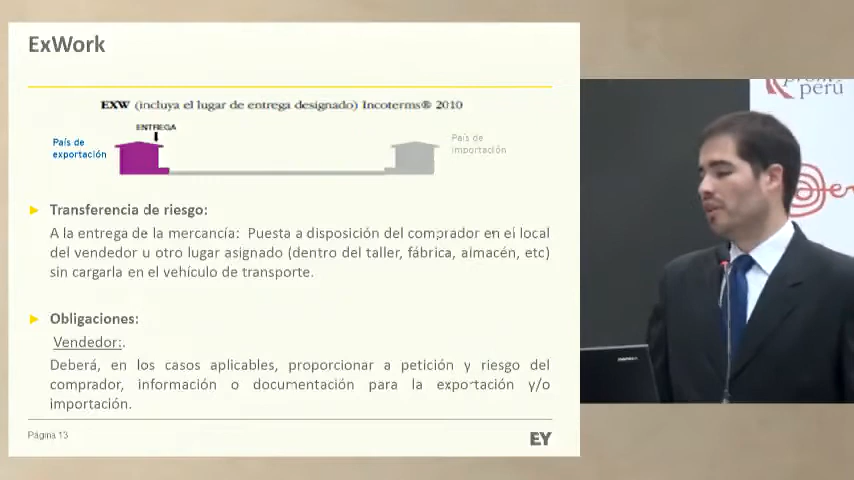 ExWork
EXW (incluya el lugar de entrega designado) Incoterms® 2010
ENTREGA
País de
exportación
País de
importación
Transferencia de riesgo:
A la entrega de la mercancía: Puesta a disposición del comprador en el local
del vendedor u otro lugar asignado (dentro del taller, fábrica, almacén, etc)
sin cargarla en el vehículo de transporte.
Obligaciones:
Vendedor:.
Deberá, en los casos aplicables, proporcionar a petición y riesgo del
comprador, información o documentación para la exportación y/o
importación.
Página 13
EY
perú